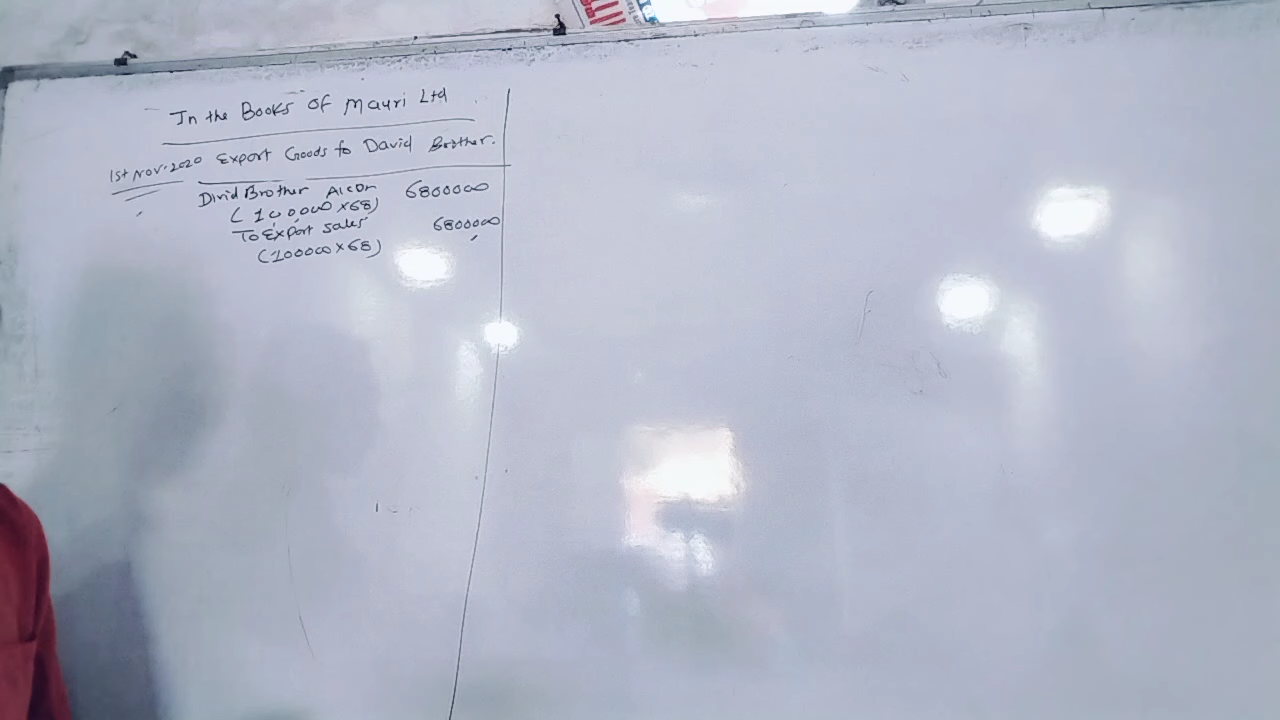 In the Books of Mauri Ltd
1st Nov. 2020 Export Goods to David Brother.
Divid Brother A/c Dr 6800000
(100000 x 68)
To Export sales 6800000
(100000 x 68)